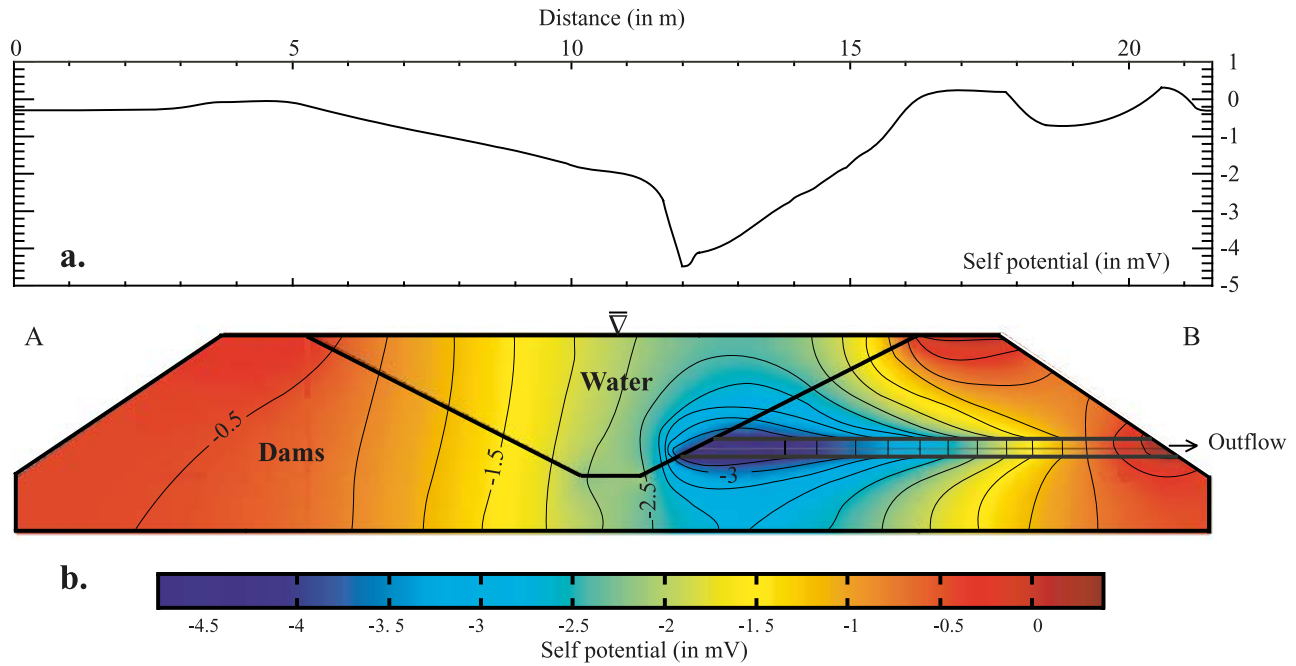 Distance (in m)
0 5 10 15 20
1
0
-1
-2
-3
-4
-5
a.
Self potential (in mV)
A
B
Water
-0.5
Dams
-1.5
-2.5
-3
Outflow
b.
-4.5 -4 -3. 5 -3 -2.5 -2 -1. 5 -1 -0.5 0
Self potential (in mV)